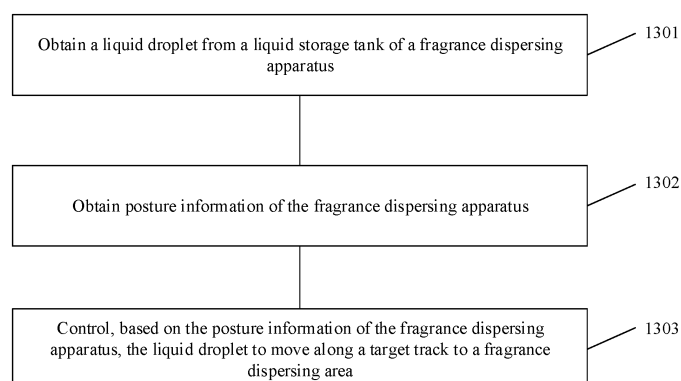 Obtain a liquid droplet from a liquid storage tank of a fragrance dispersing
apparatus
1301
Obtain posture information of the fragrance dispersing apparatus
1302
Control, based on the posture information of the fragrance dispersing
apparatus, the liquid droplet to move along a target track to a fragrance
dispersing area
1303